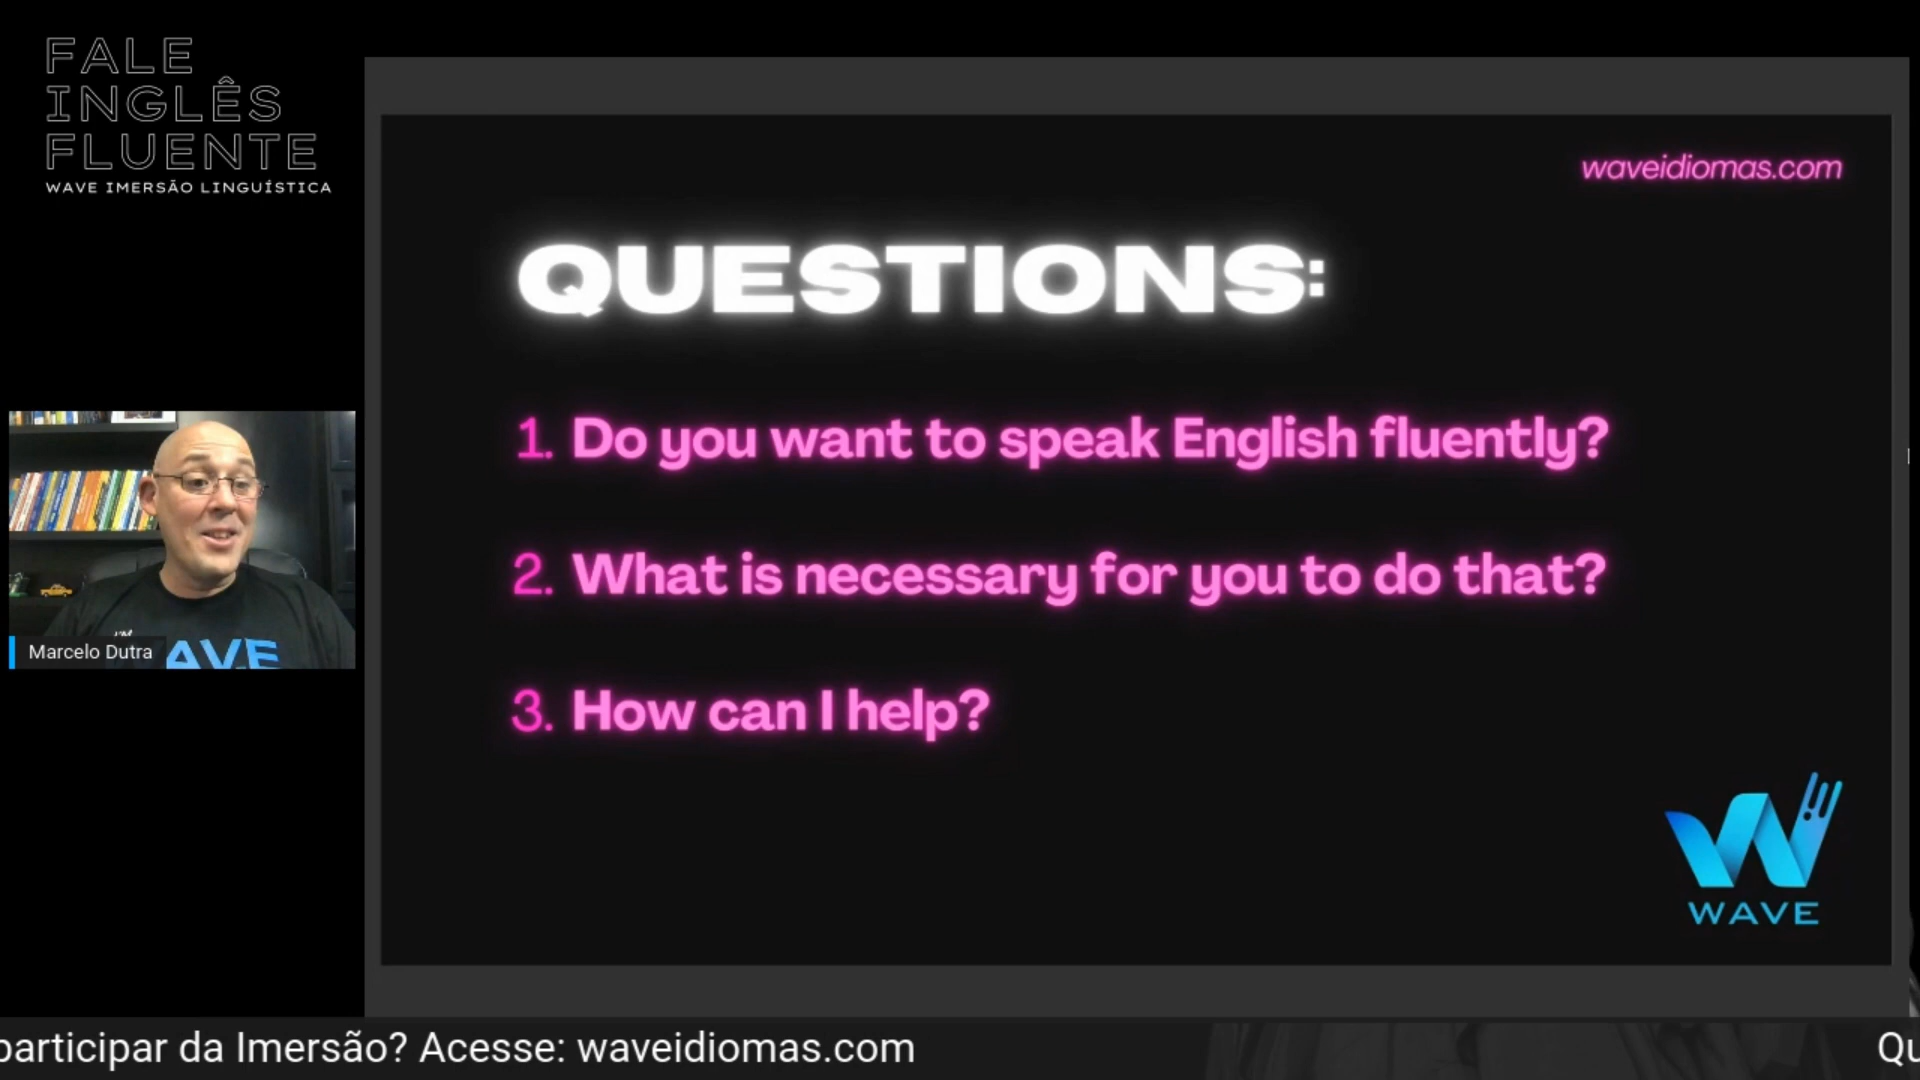 FALE
INGLÊS
FLUENTE
WAVE IMERSÃO LINGUÍSTICA
waveidiomas.com
QUESTIONS:
1. Do you want to speak English fluently?
2. What is necessary for you to do that?
3. How can I help?
I'M
WAVE
Marcelo Dutra
WAVE
participar da Imersão? Acesse: waveidiomas.com
Qu